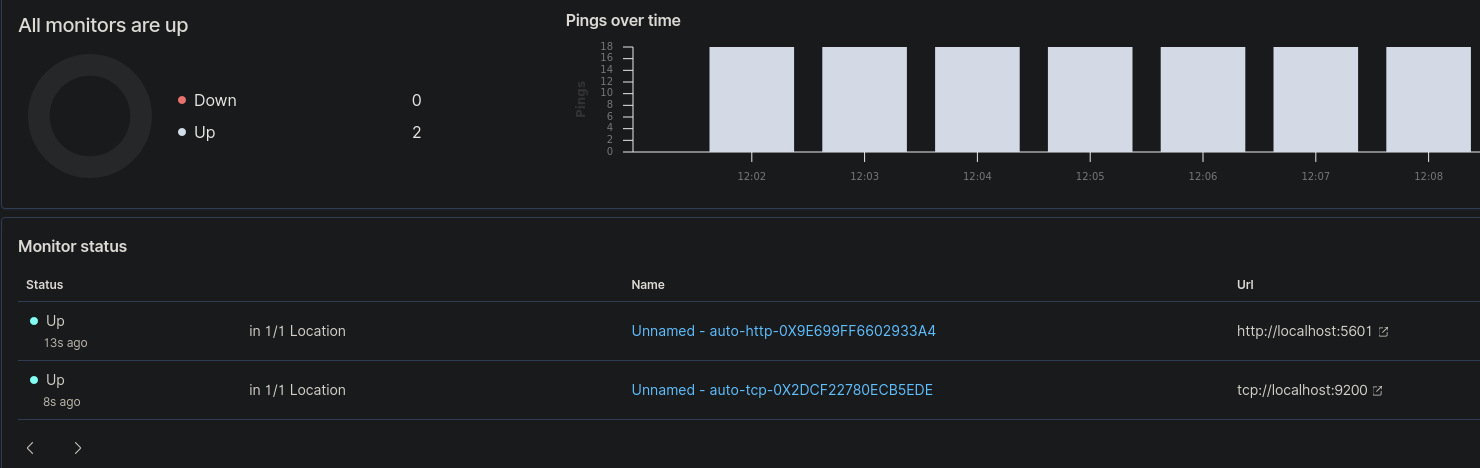 All monitors are up
Down 0
Up 2
Pings over time
Pings
18
16
14
12
10
8
6
4
2
0
12:02 12:03 12:04 12:05 12:06 12:07 12:08
Monitor status
Status Name Url
Up
13s ago
in 1/1 Location
Unnamed - auto-http-0X9E699FF6602933A4
http://localhost:5601
Up
8s ago
in 1/1 Location
Unnamed - auto-tcp-0X2DCF22780ECB5EDE
tcp://localhost:9200